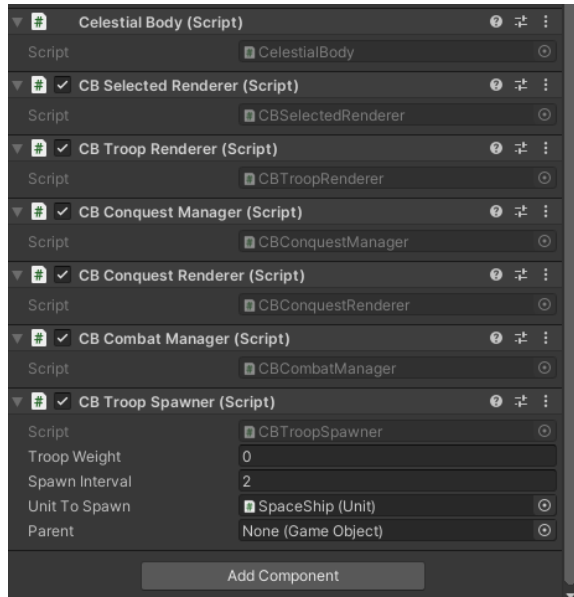 Celestial Body (Script)
Script CelestialBody
CB Selected Renderer (Script)
Script CBSelectedRenderer
CB Troop Renderer (Script)
Script CBTroopRenderer
CB Conquest Manager (Script)
Script CBConquestManager
CB Conquest Renderer (Script)
Script CBConquestRenderer
CB Combat Manager (Script)
Script CBCombatManager
CB Troop Spawner (Script)
Script CBTroopSpawner
Troop Weight 0
Spawn Interval 2
Unit To Spawn SpaceShip (Unit)
Parent None (Game Object)
Add Component